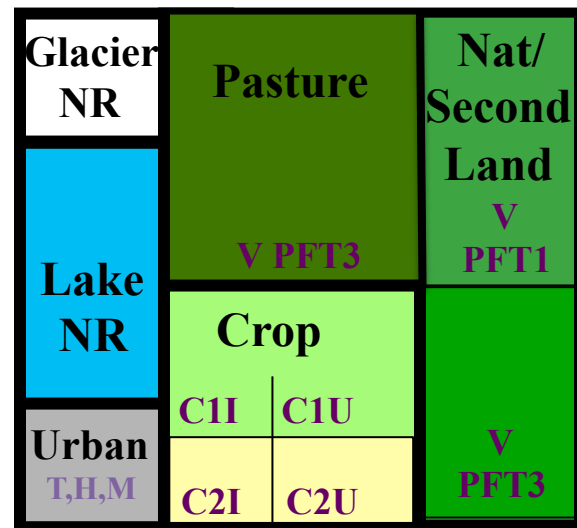 Glacier
NR
Lake
NR
Urban
T,H,M
Pasture
V PFT3
Crop
C1I C1U
C2I C2U
Nat/
Second
Land
V
PFT1
V
PFT3